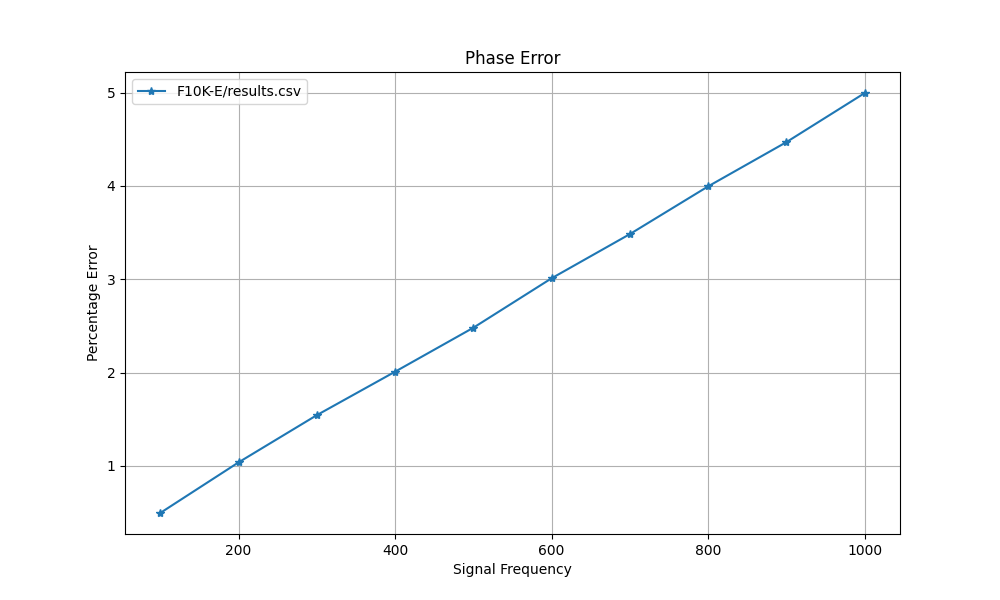 Phase Error
F10K-E/results.csv
Percentage Error
5
4
3
2
1
200
400
600
800
1000
Signal Frequency